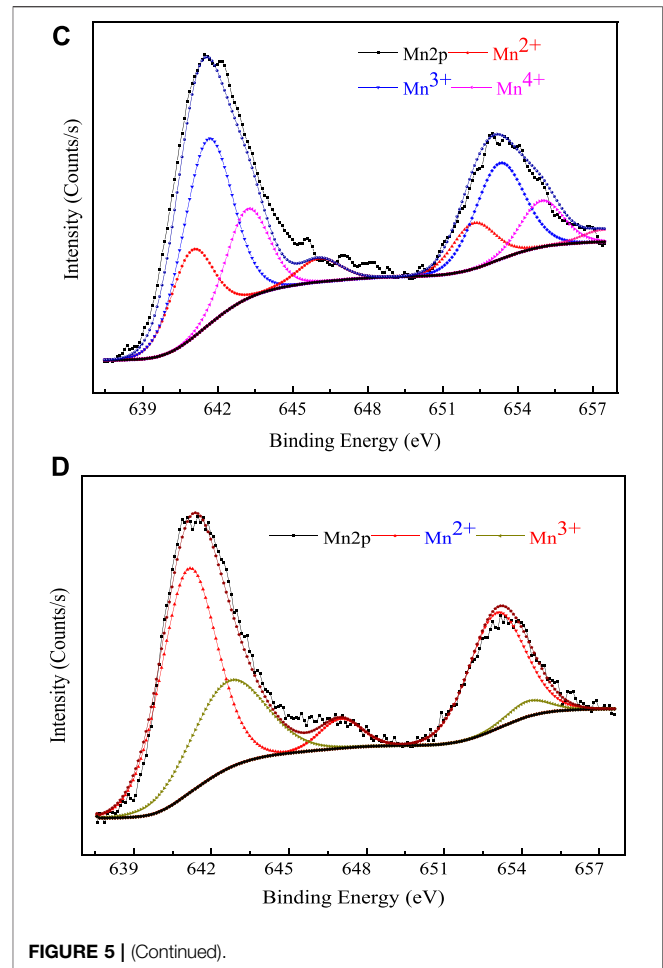 C
Mn2p Mn2+
Mn3+ Mn4+
Intensity (Counts/s)
639 642 645 648 651 654 657
Binding Energy (eV)
D
Mn2p Mn2+ Mn3+
Intensity (Counts/s)
639 642 645 648 651 654 657
Binding Energy (eV)
FIGURE 5 | (Continued).